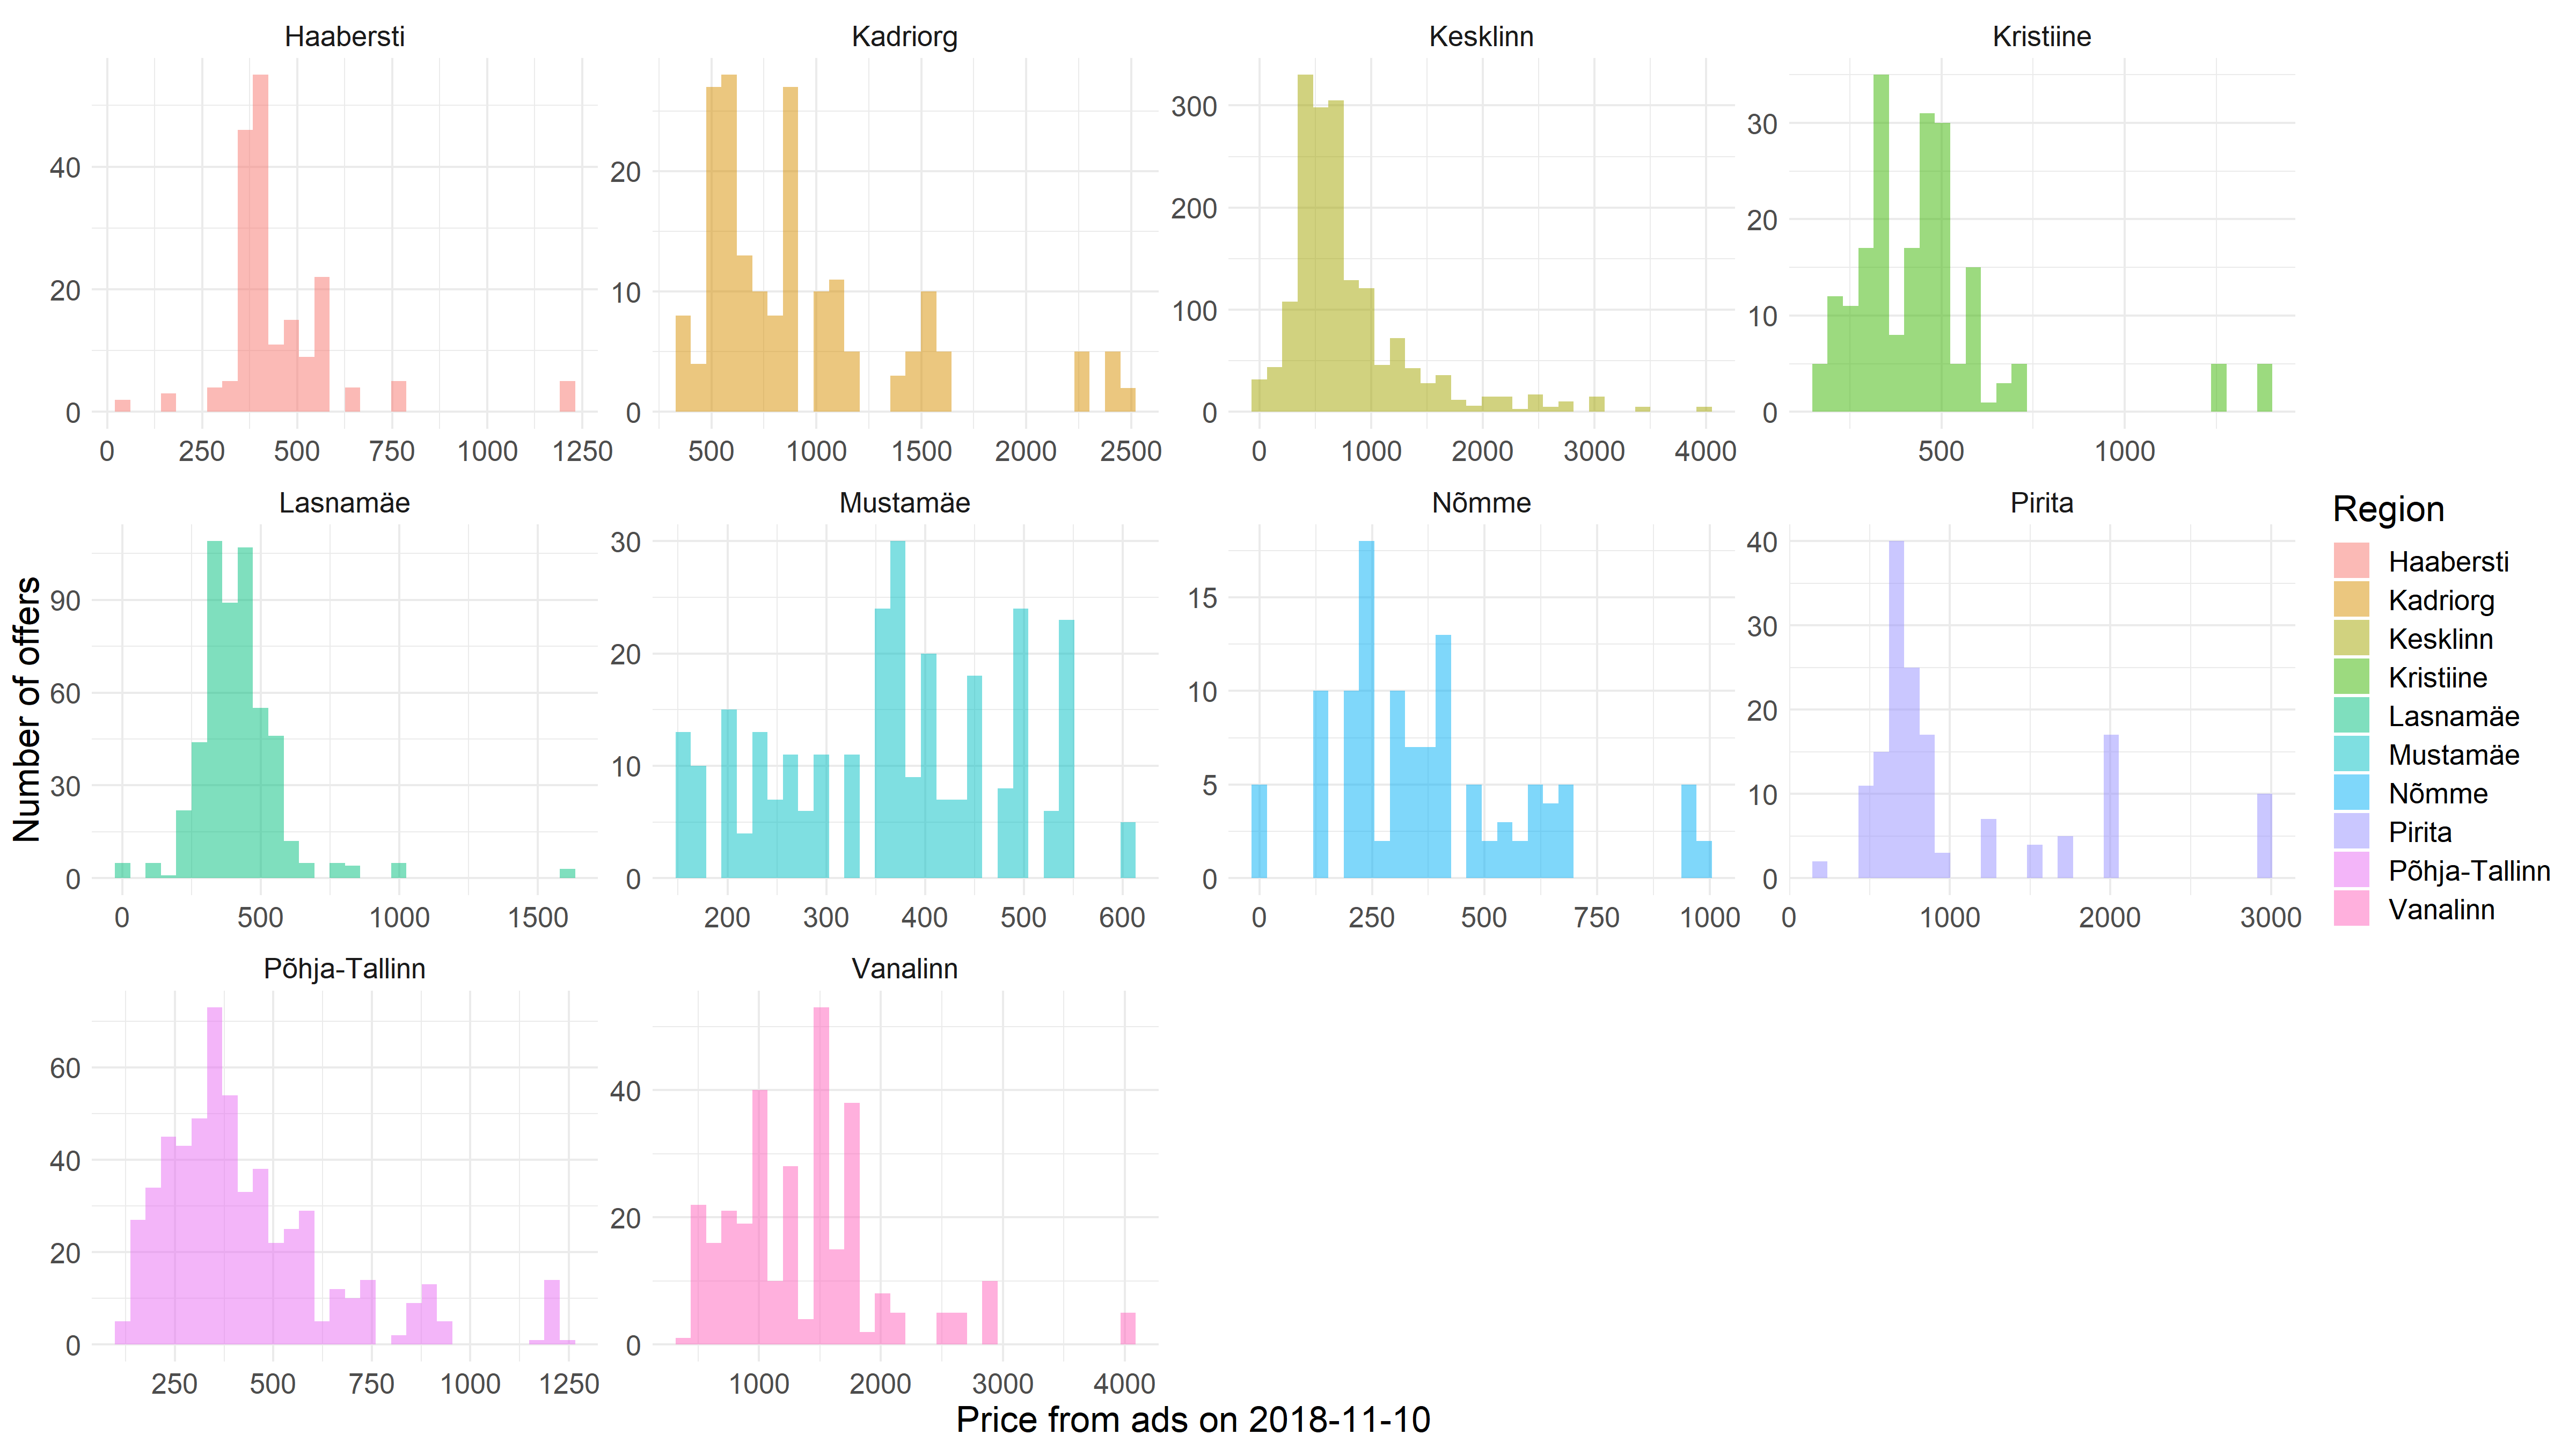 Haabersti
Kadriorg
Kesklinn
Kristiine
40
20
0
0 250 500 750 1000 1250
20
10
0
500 1000 1500 2000 2500
300
200
100
0
0 1000 2000 3000 4000
30
20
10
0
500 1000
Lasnamäe
Mustamäe
Nõmme
Pirita
90
60
30
0
0 500 1000 1500
30
20
10
0
200 300 400 500 600
15
10
5
0
0 250 500 750 1000
40
30
20
10
0
0 1000 2000 3000
Põhja-Tallinn
Vanalinn
60
40
20
0
250 500 750 1000 1250
40
20
0
1000 2000 3000 4000
Number of offers
Price from ads on 2018-11-10
Region
Haabersti
Kadriorg
Kesklinn
Kristiine
Lasnamäe
Mustamäe
Nõmme
Pirita
Põhja-Tallinn
Vanalinn